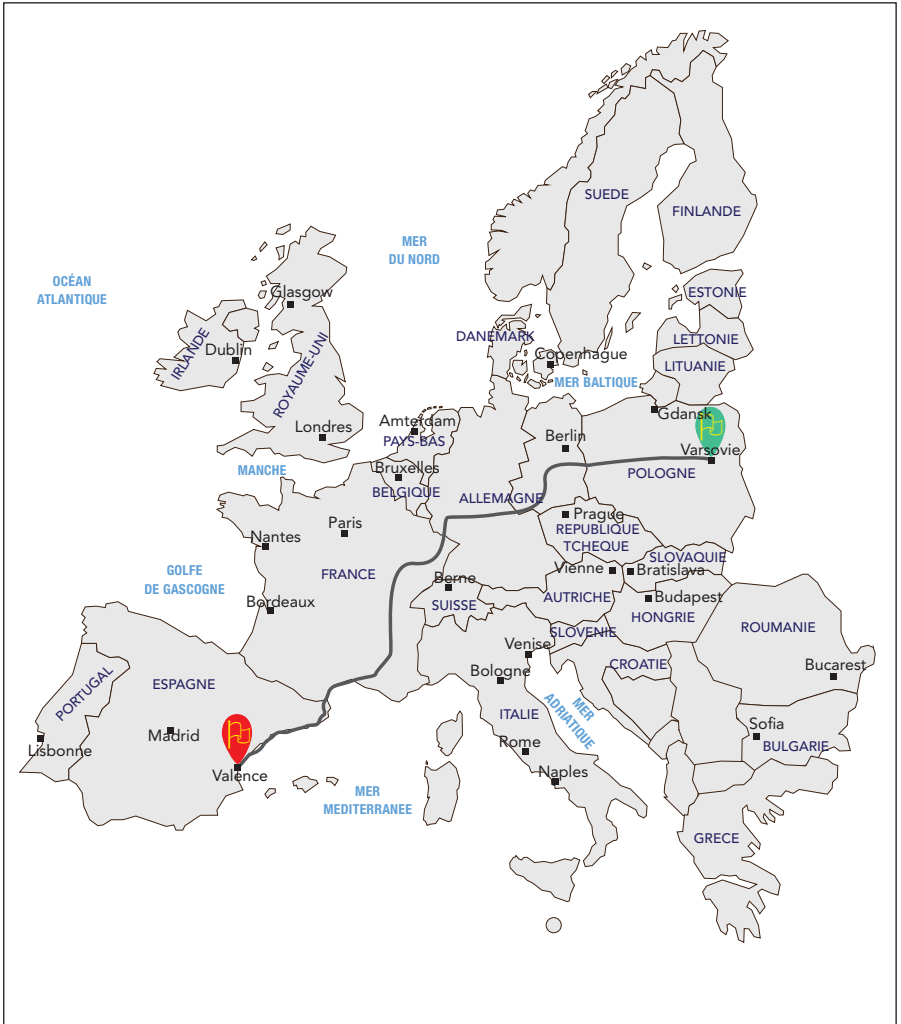 SUEDE
FINLANDE
MER
DU NORD
OCÉAN
ATLANTIQUE
Glasgow
ESTONIE
IRLANDE
Dublin
ROYAUME-UNI
DANEMARK
LETTONIE
Copenhague
LITUANIE
MER BALTIQUE
Gdansk
Londres
Amterdam
PAYS-BAS
Berlin
Varsovie
MANCHE
Bruxelles
POLOGNE
BELGIQUE
ALLEMAGNE
Prague
Paris
Nantes
REPUBLIQUE
TCHEQUE
SLOVAQUIE
GOLFE
DE GASCOGNE
FRANCE
Berne
Vienne
Bratislava
Bordeaux
SUISSE
AUTRICHE
Budapest
HONGRIE
ROUMANIE
SLOVENIE
Venise
CROATIE
Bucarest
Bologne
ESPAGNE
PORTUGAL
ITALIE
MER
ADRIATIQUE
Sofia
BULGARIE
Madrid
Lisbonne
Rome
Valence
Naples
MER
MEDITERRANEE
GRECE